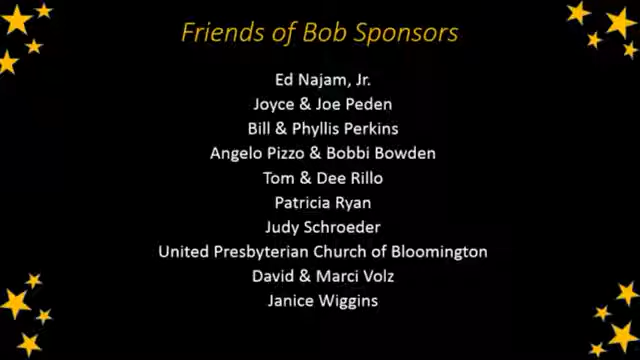 Friends of Bob Sponsors
Ed Najam, Jr.
Joyce & Joe Peden
Bill & Phyllis Perkins
Angelo Pizzo & Bobbi Bowden
Tom & Dee Rillo
Patricia Ryan
Judy Schroeder
United Presbyterian Church of Bloomington
David & Marci Volz
Janice Wiggins